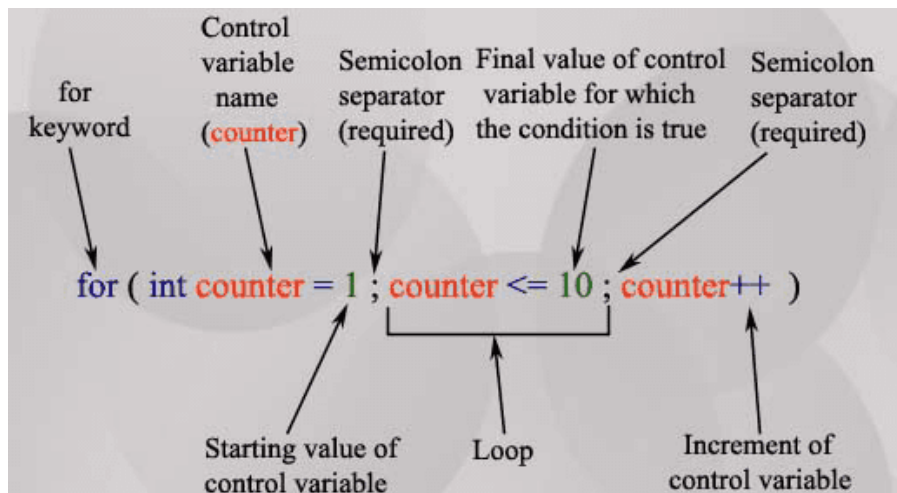 for
keyword
Control
variable
name
(counter)
Semicolon
separator
(required)
Final value of control
variable for which
the condition is true
Semicolon
separator
(required)
for ( int counter = 1 ; counter <= 10 ; counter++ )
Starting value of
control variable
Loop
Increment of
control variable